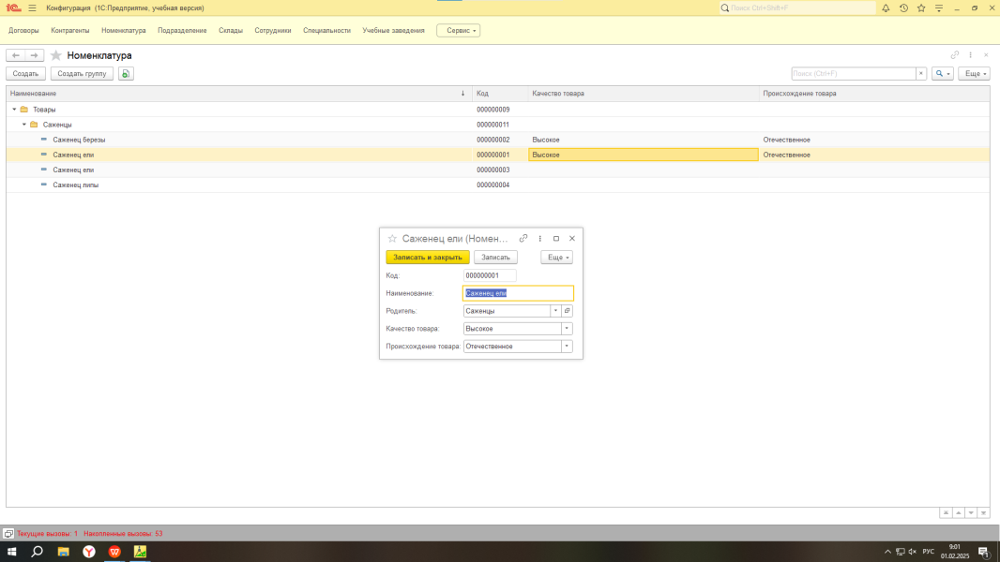 1С Конфигурация (1С:Предприятие, учебная версия) Поиск Ctrl+Shift+F
Договоры Контрагенты Номенклатура Подразделение Склады Сотрудники Специальности Учебные заведения Сервис
Номенклатура
Создать Создать группу Поиск (Ctrl+F) × Еще
Наименование ↓ Код Качество товара Происхождение товара
Товары 000000009
Саженцы 000000011
Саженец березы 000000002 Высокое Отечественное
Саженец ели 000000001 Высокое Отечественное
Саженец ели 000000003
Саженец липы 000000004
Саженец ели (Номен...
Записать и закрыть Записать Еще
Код: 000000001
Наименование: Саженец ели
Родитель: Саженцы
Качество товара: Высокое
Происхождение товара: Отечественное
Текущие вызовы: 1 Накопленные вызовы: 53
РУС 9:01
01.02.2025
1